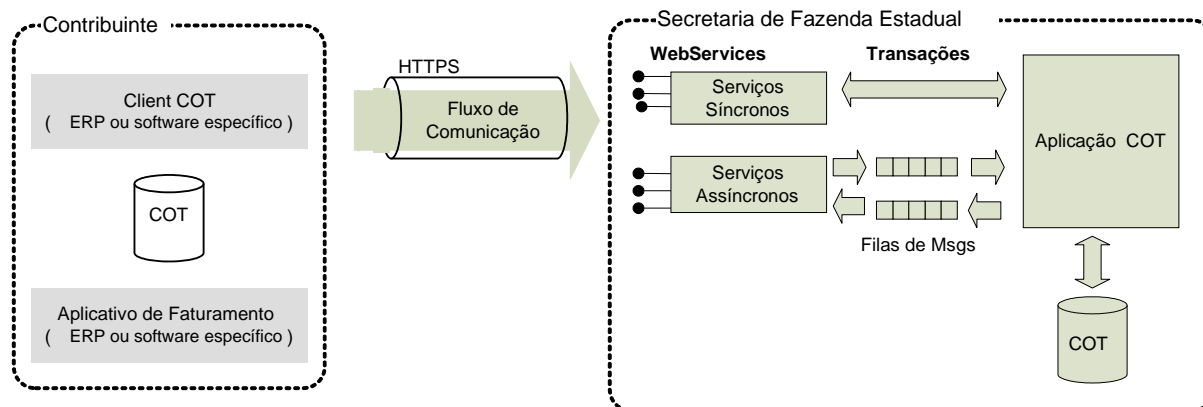 Contribuinte
Client COT
( ERP ou software específico )
COT
Aplicativo de Faturamento
( ERP ou software específico )
HTTPS
Fluxo de
Comunicação
Secretaria de Fazenda Estadual
WebServices
Transações
Serviços
Síncronos
Serviços
Assíncronos
Filas de Msgs
Aplicação COT
COT